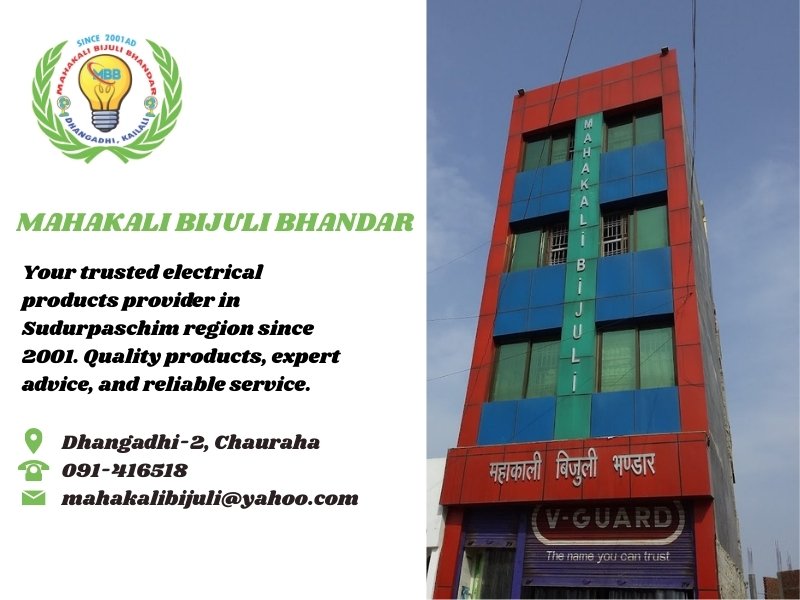 SINCE 2001AD
MAHAKALI BIJULI BHANDAR
MBB
DHANGADHI, KAILALI
MAHAKALI BIJULI BHANDAR
Your trusted electrical
products provider in
Sudurpaschim region since
2001. Quality products, expert
advice, and reliable service.
Dhangadhi-2, Chauraha
091-416518
mahakalibijuli@yahoo.com
MAHAKALi BiJULi
महाकाली बिजुली भण्डार
V-GUARD
The name you can trust